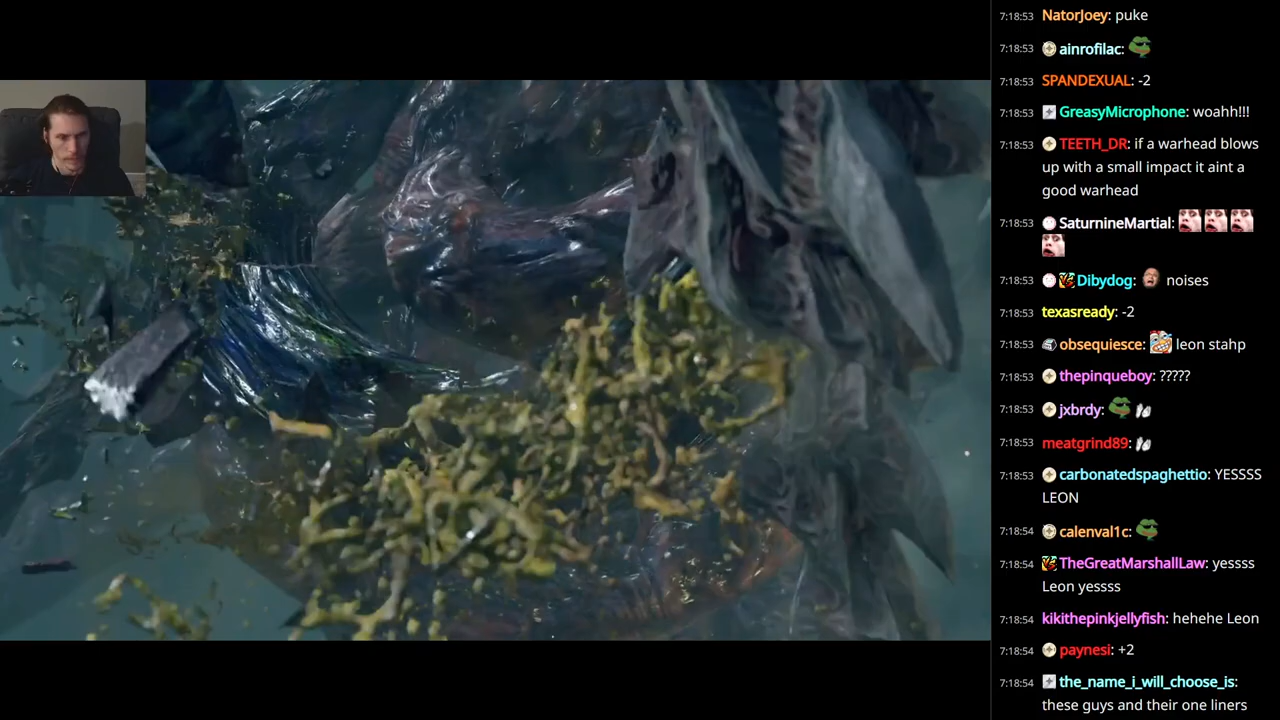 7:18:53 NatorJoey: puke
7:18:53 ainrofilac:
7:18:53 SPANDEXUAL: -2
7:18:53 GreasyMicrophone: woahh!!!
7:18:53 TEETH_DR: if a warhead blows
up with a small impact it aint a
good warhead
7:18:53 SaturnineMartial:
7:18:53 Dibydog: noises
7:18:53 texasready: -2
7:18:53 obsequiesce: leon stahp
7:18:53 thepinqueboy: ?????
7:18:53 jxbrdy:
7:18:53 meatgrind89:
7:18:53 carbonatedspaghettio: YESSSS
LEON
7:18:54 calenval1c:
7:18:54 TheGreatMarshallLaw: yessss
Leon yessss
7:18:54 kikithepinkjellyfish: hehehe Leon
7:18:54 paynesi: +2
7:18:54 the_name_i_will_choose_is:
these guys and their one liners